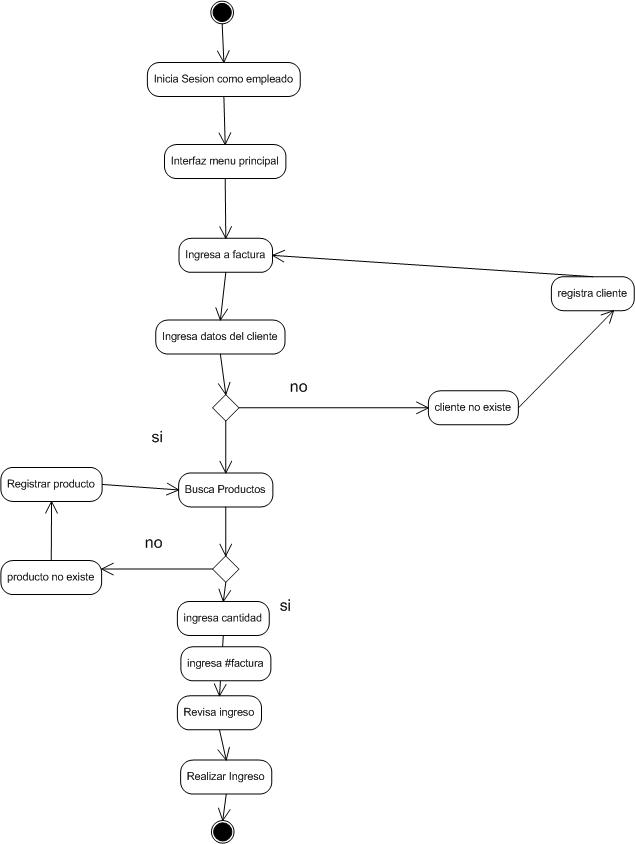 Inicia Sesion como empleado
Interfaz menu principal
Ingresa a factura
registra cliente
Ingresa datos del cliente
no
cliente no existe
si
Registrar producto
Busca Productos
no
producto no existe
si
ingresa cantidad
ingresa #factura
Revisa ingreso
Realizar Ingreso